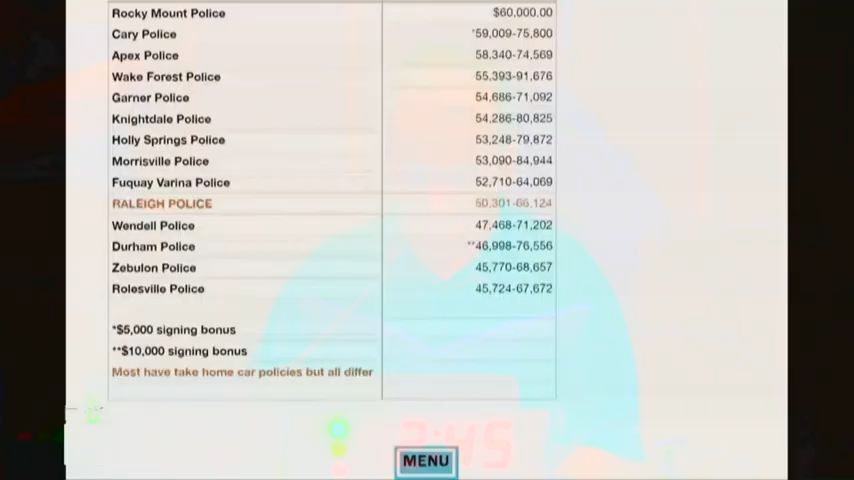 Rocky Mount Police $60,000.00
Cary Police *59,009-75,800
Apex Police 58,340-74,569
Wake Forest Police 55,393-91,676
Garner Police 54,686-71,092
Knightdale Police 54,286-80,825
Holly Springs Police 53,248-79,872
Morrisville Police 53,090-84,944
Fuquay Varina Police 52,710-64,069
RALEIGH POLICE 50,301-66,124
Wendell Police 47,468-71,202
Durham Police **46,998-76,556
Zebulon Police 45,770-68,657
Rolesville Police 45,724-67,672
*$5,000 signing bonus
**$10,000 signing bonus
Most have take home car policies but all differ
2:45
MENU